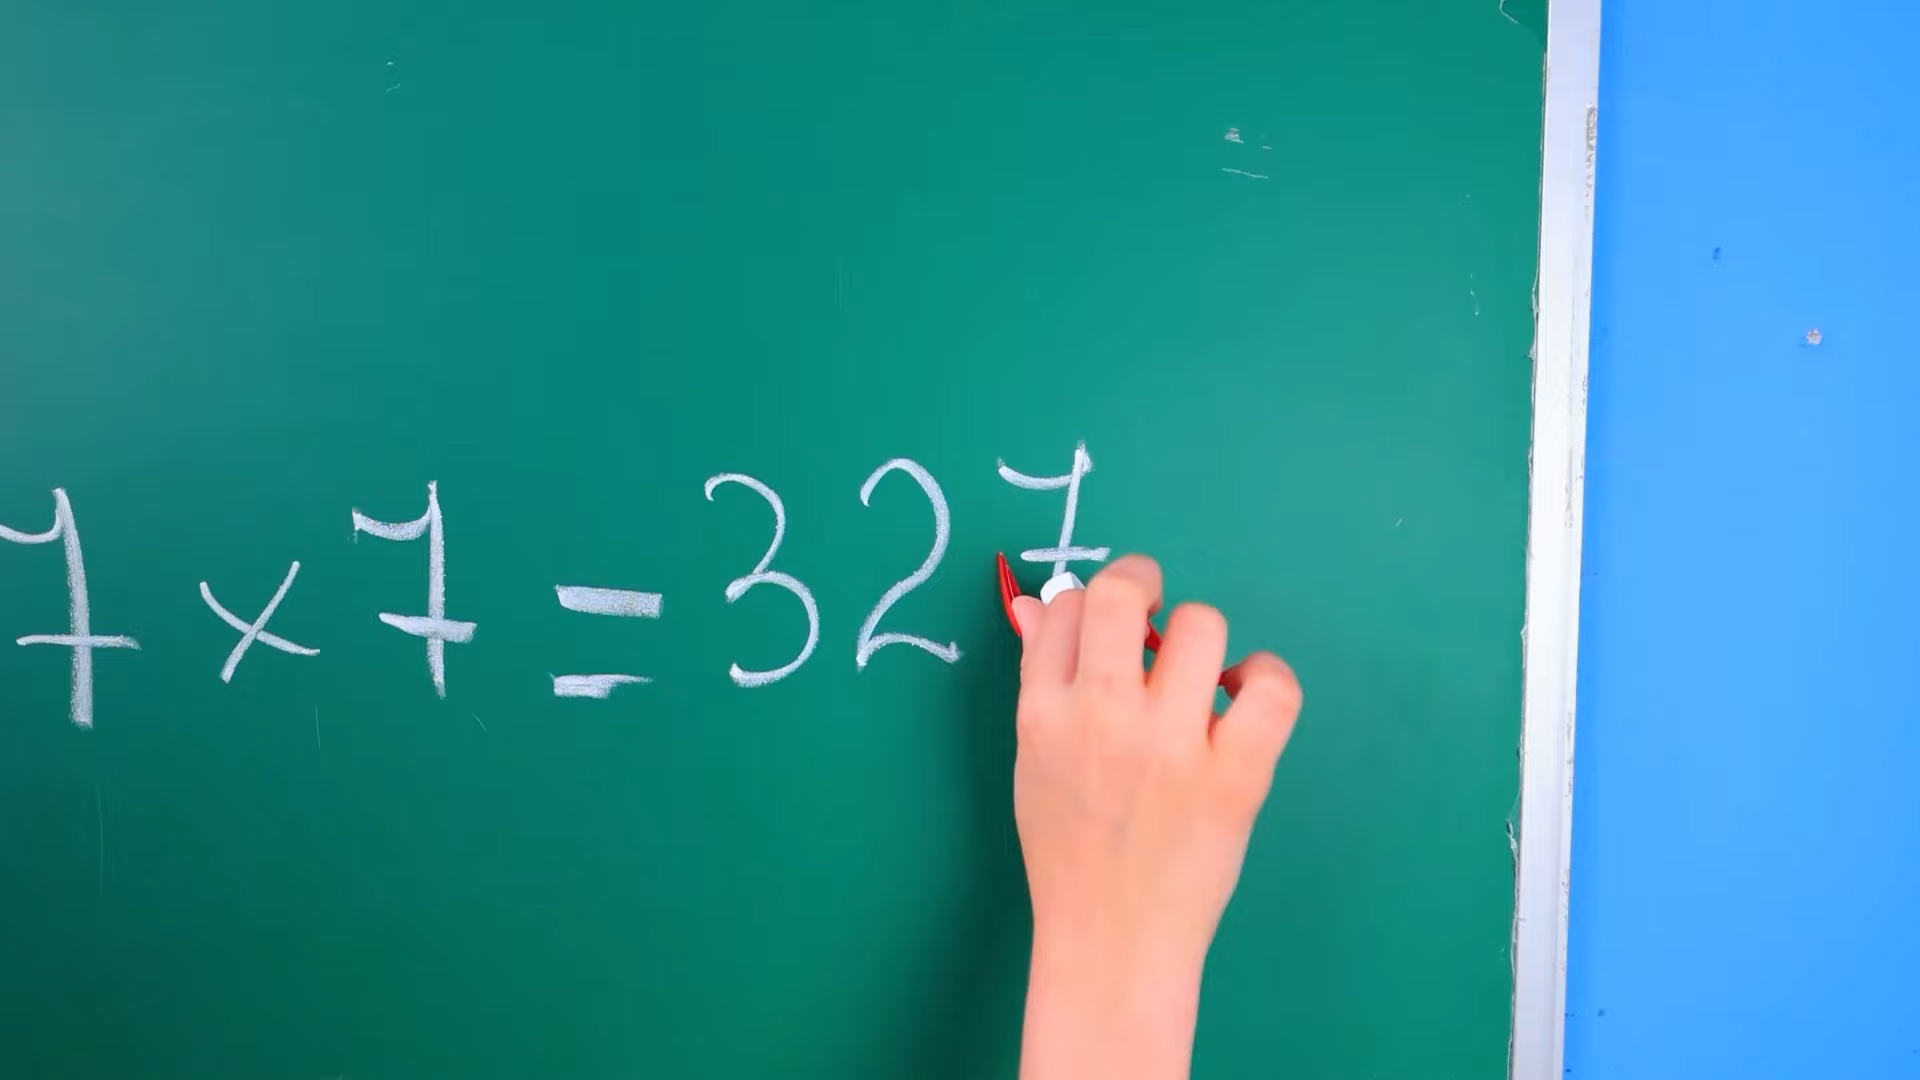 7 × 7 = 327